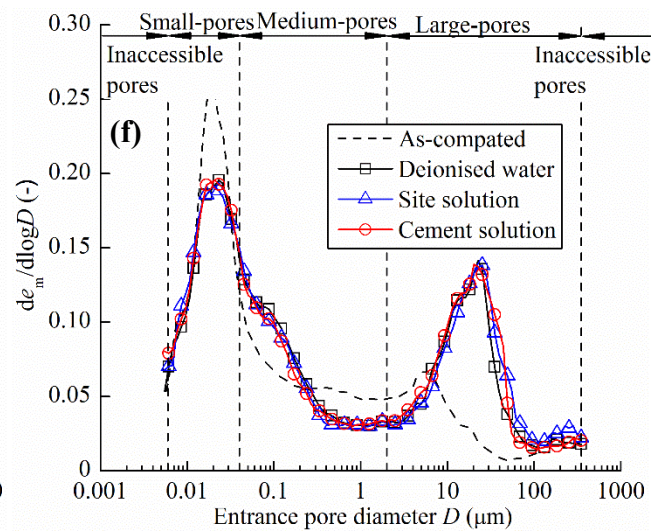 Small-pores Medium-pores Large-pores
Inaccessible pores
Inaccessible pores
(f)
As-compated
Deionised water
Site solution
Cement solution
de_m/dlogD (-)
0.30
0.25
0.20
0.15
0.10
0.05
0
0.001 0.01 0.1 1 10 100 1000
Entrance pore diameter D (μm)